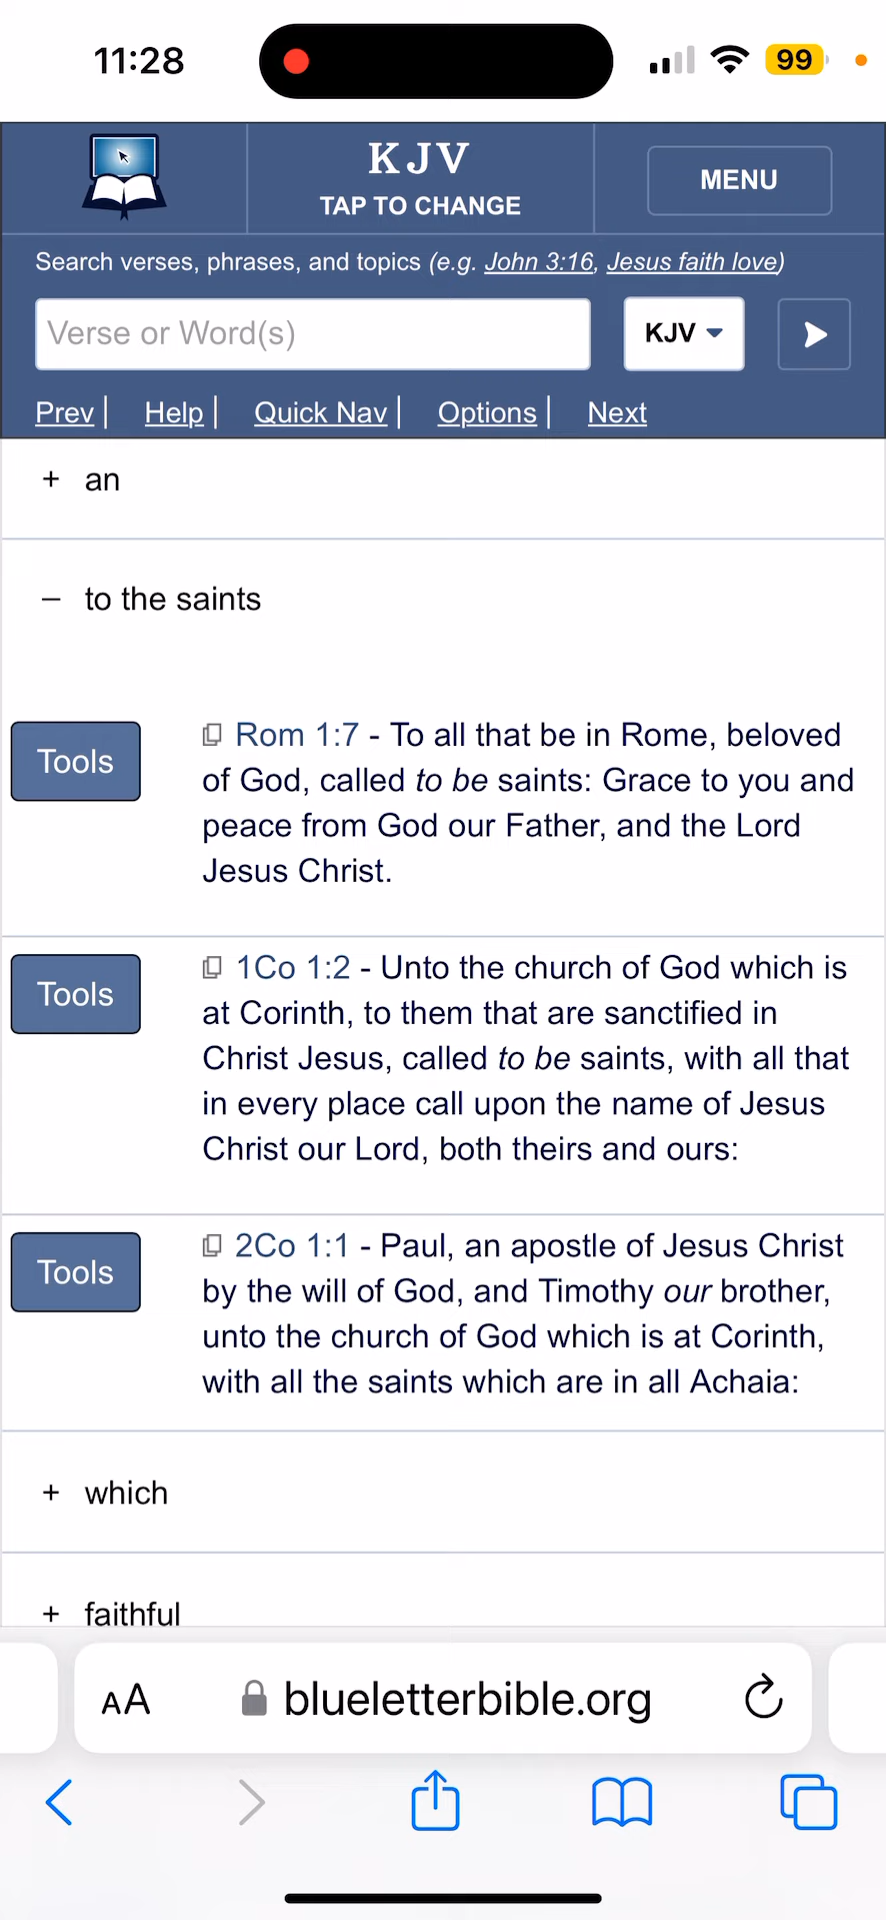 11:28
99
KJV
TAP TO CHANGE
MENU
Search verses, phrases, and topics (e.g. John 3:16, Jesus faith love)
Verse or Word(s)
KJV
Prev | Help | Quick Nav | Options | Next
+ an
– to the saints
Tools
Rom 1:7 - To all that be in Rome, beloved
of God, called to be saints: Grace to you and
peace from God our Father, and the Lord
Jesus Christ.
Tools
1Co 1:2 - Unto the church of God which is
at Corinth, to them that are sanctified in
Christ Jesus, called to be saints, with all that
in every place call upon the name of Jesus
Christ our Lord, both theirs and ours:
Tools
2Co 1:1 - Paul, an apostle of Jesus Christ
by the will of God, and Timothy our brother,
unto the church of God which is at Corinth,
with all the saints which are in all Achaia:
+ which
+ faithful
AA blueletterbible.org